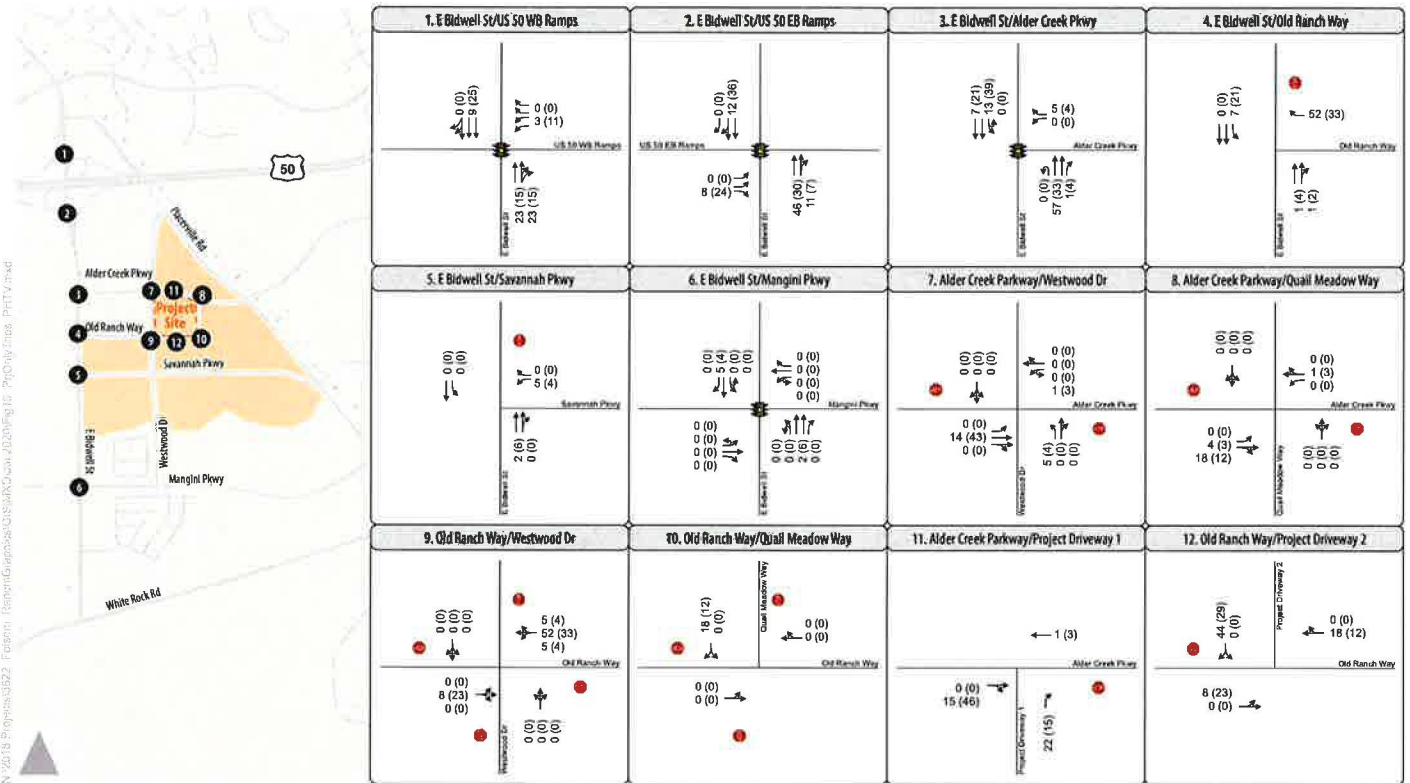 1
50
2
Placerville Rd
Alder Creek Pkwy
3
7
11
8
Project
Site
4
Old Ranch Way
9
12
10
Savannah Pkwy
5
E Bidwell St
Westwood Dr
6
Mangini Pkwy
White Rock Rd
1. E Bidwell St/US 50 WB Ramps
0 (0)
9 (25)
0 (0)
3 (11)
US 50 WB Ramps
23 (15)
23 (15)
E Bidwell St
2. E Bidwell St/US 50 EB Ramps
0 (0)
12 (36)
US 50 EB Ramps
0 (0)
8 (24)
46 (30)
11 (7)
E Bidwell St
3. E Bidwell St/Alder Creek Pkwy
7 (21)
13 (39)
0 (0)
5 (4)
0 (0)
Alder Creek Pkwy
0 (0)
57 (33)
1(4)
E Bidwell St
4. E Bidwell St/Old Ranch Way
0 (0)
7 (21)
52 (33)
Old Ranch Way
1 (4)
1 (2)
E Bidwell St
5. E Bidwell St/Savannah Pkwy
0 (0)
0 (0)
0 (0)
5 (4)
Savannah Pkwy
2 (6)
0 (0)
E Bidwell St
6. E Bidwell St/Mangini Pkwy
0 (0)
5 (4)
0 (0)
0 (0)
0 (0)
0 (0)
0 (0)
0 (0)
Mangini Pkwy
0 (0)
0 (0)
0 (0)
0 (0)
0 (0)
0 (0)
2 (6)
0 (0)
E Bidwell St
7. Alder Creek Parkway/Westwood Dr
0 (0)
0 (0)
0 (0)
0 (0)
0 (0)
0 (0)
1 (3)
Alder Creek Pkwy
0 (0)
14 (43)
0 (0)
5 (4)
0 (0)
0 (0)
Westwood Dr
8. Alder Creek Parkway/Quail Meadow Way
0 (0)
0 (0)
0 (0)
0 (0)
1 (3)
0 (0)
Alder Creek Pkwy
0 (0)
4 (3)
18 (12)
0 (0)
0 (0)
0 (0)
Quail Meadow Way
9. Old Ranch Way/Westwood Dr
0 (0)
0 (0)
0 (0)
5 (4)
52 (33)
5 (4)
Old Ranch Way
0 (0)
8 (23)
0 (0)
0 (0)
0 (0)
0 (0)
Westwood Dr
10. Old Ranch Way/Quail Meadow Way
18 (12)
0 (0)
Quail Meadow Way
0 (0)
0 (0)
Old Ranch Way
0 (0)
0 (0)
11. Alder Creek Parkway/Project Driveway 1
1 (3)
Alder Creek Pkwy
0 (0)
15 (46)
22 (15)
Project Driveway 1
12. Old Ranch Way/Project Driveway 2
44 (29)
0 (0)
Project Driveway 2
0 (0)
18 (12)
Old Ranch Way
8 (23)
0 (0)